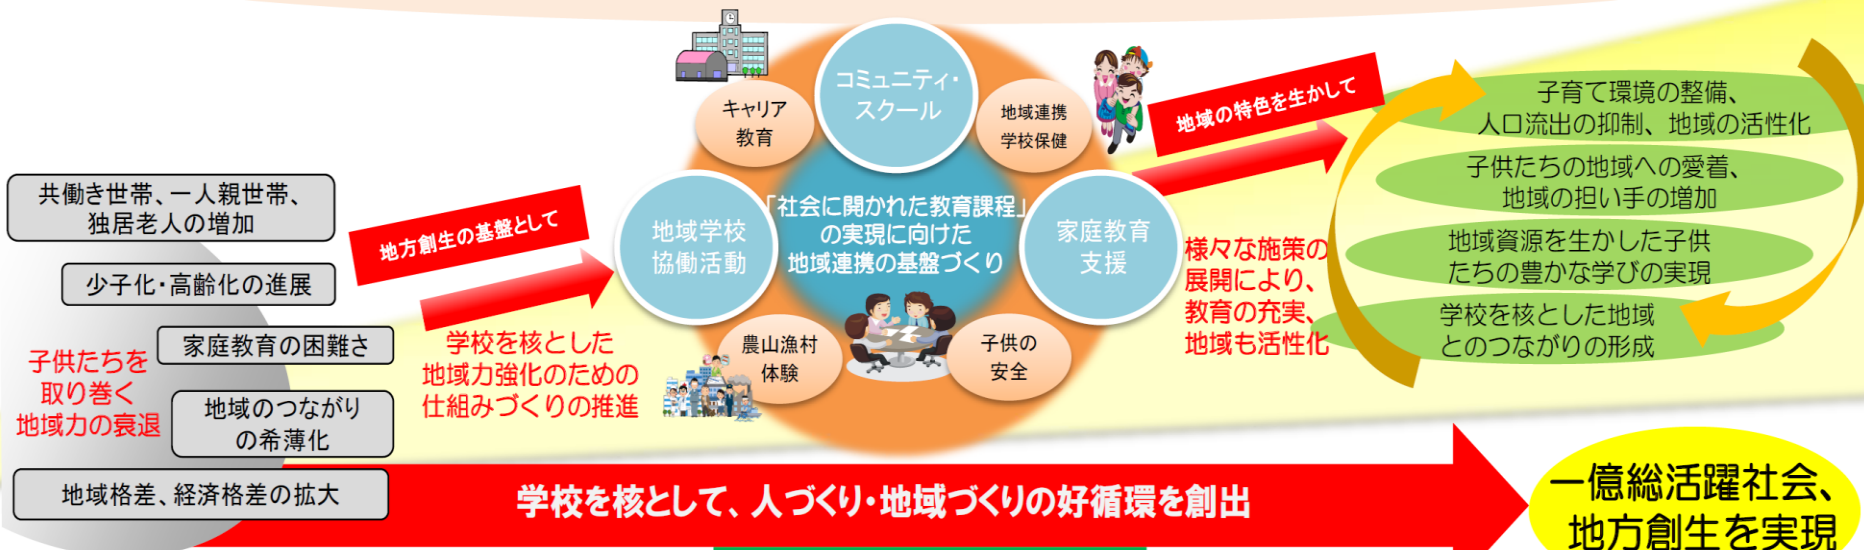 共働き世帯、一人親世帯、
独居老人の増加
少子化・高齢化の進展
家庭教育の困難さ
地域のつながり
の希薄化
地域格差、経済格差の拡大
子供たちを
取り巻く
地域力の衰退
地方創生の基盤として
学校を核とした
地域力強化のための
仕組みづくりの推進
コミュニティ・
スクール
キャリア
教育
地域連携
学校保健
地域学校
協働活動
「社会に開かれた教育課程」
の実現に向けた
地域連携の基盤づくり
家庭教育
支援
農山漁村
体験
子供の
安全
地域の特色を生かして
様々な施策の
展開により、
教育の充実、
地域も活性化
子育て環境の整備、
人口流出の抑制、地域の活性化
子供たちの地域への愛着、
地域の担い手の増加
地域資源を生かした子供
たちの豊かな学びの実現
学校を核とした地域
とのつながりの形成
学校を核として、人づくり・地域づくりの好循環を創出
一億総活躍社会、
地方創生を実現